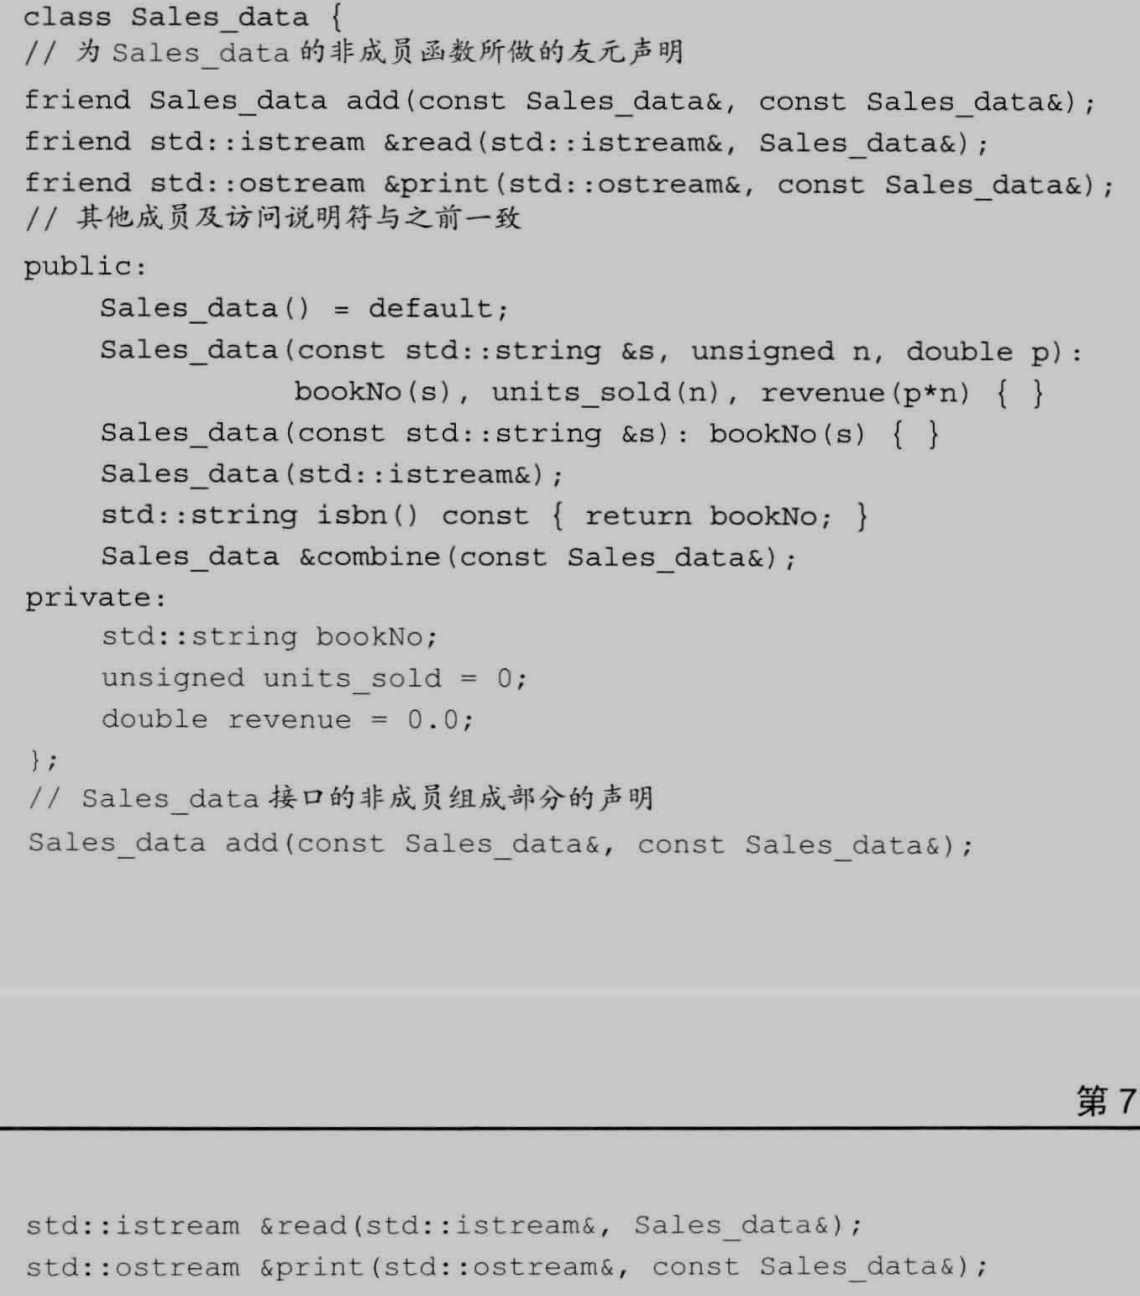 class Sales_data {
// 为 Sales_data 的非成员函数所做的友元声明
friend Sales_data add(const Sales_data&, const Sales_data&);
friend std::istream &read(std::istream&, Sales_data&);
friend std::ostream &print(std::ostream&, const Sales_data&);
// 其他成员及访问说明符与之前一致
public:
    Sales_data() = default;
    Sales_data(const std::string &s, unsigned n, double p):
               bookNo(s), units_sold(n), revenue(p*n) { }
    Sales_data(const std::string &s): bookNo(s) { }
    Sales_data(std::istream&);
    std::string isbn() const { return bookNo; }
    Sales_data &combine(const Sales_data&);
private:
    std::string bookNo;
    unsigned units_sold = 0;
    double revenue = 0.0;
};
// Sales_data 接口的非成员组成部分的声明
Sales_data add(const Sales_data&, const Sales_data&);
第 7
std::istream &read(std::istream&, Sales_data&);
std::ostream &print(std::ostream&, const Sales_data&);